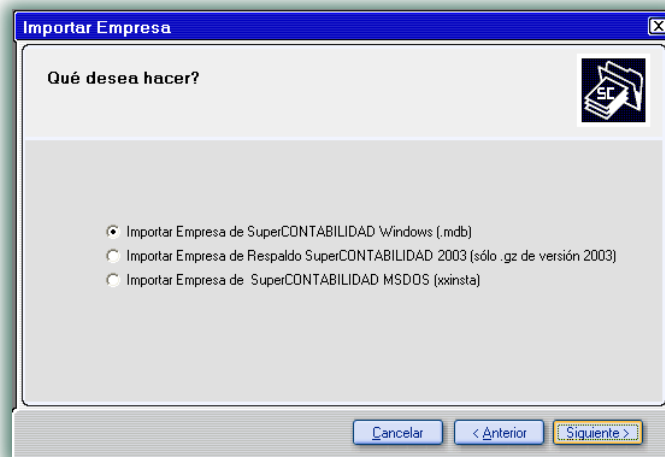 Importar Empresa
Qué desea hacer?
SC
Importar Empresa de SuperCONTABILIDAD Windows (.mdb)
Importar Empresa de Respaldo SuperCONTABILIDAD 2003 (sólo .gz de versión 2003)
Importar Empresa de SuperCONTABILIDAD MSDOS (xxinsta)
Cancelar
< Anterior
Siguiente >